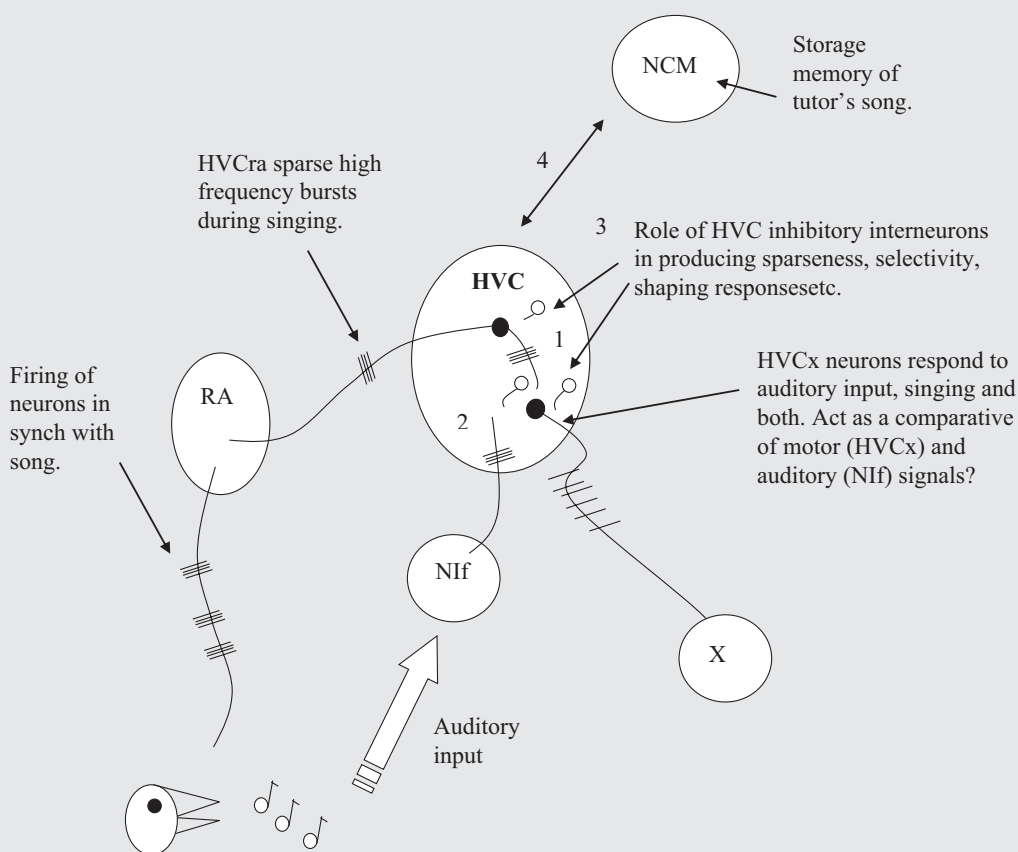 NCM
Storage
memory of
tutor's song.
4
HVCra sparse high
frequency bursts
during singing.
3
Role of HVC inhibitory interneurons
in producing sparseness, selectivity,
shaping responsesetc.
HVC
1
HVCx neurons respond to
auditory input, singing and
both. Act as a comparative
of motor (HVCx) and
auditory (NIf) signals?
Firing of
neurons in
synch with
song.
RA
2
NIf
X
Auditory
input